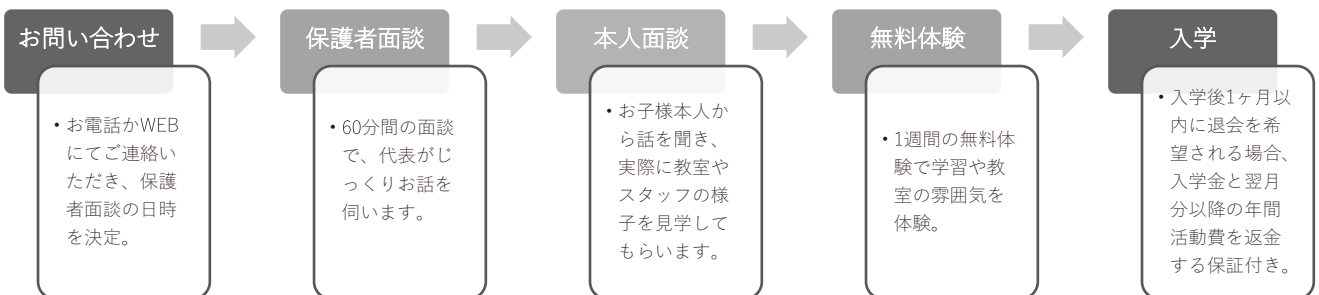 お問い合わせ
・お電話かWEB
にてご連絡い
ただき、保護
者面談の日時
を決定。
保護者面談
・60分間の面談
で、代表がじ
っくりお話を
伺います。
本人面談
・お子様本人か
ら話を聞き、
実際に教室や
スタッフの様
子を見学して
もらいます。
無料体験
・1週間の無料体
験で学習や教
室の雰囲気を
体験。
入学
・入学後1ヶ月以
内に退会を希
望される場合、
入学金と翌月
分以降の年間
活動費を返金
する保証付き。